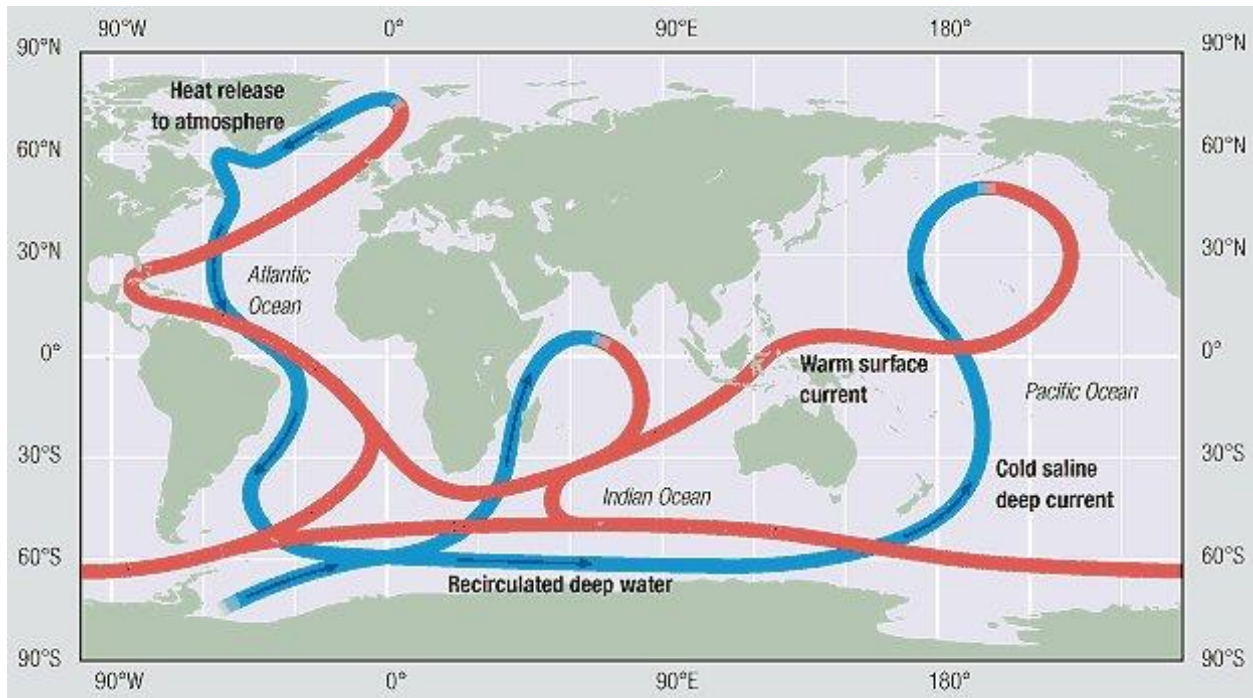 90°W 0° 90°E 180°
90°N 90°N
Heat release
to atmosphere
60°N 60°N
30°N 30°N
Atlantic
Ocean
0° 0°
Warm surface
current
Pacific Ocean
30°S 30°S
Cold saline
deep current
Indian Ocean
60°S 60°S
Recirculated deep water
90°S 90°S
90°W 0° 90°E 180°